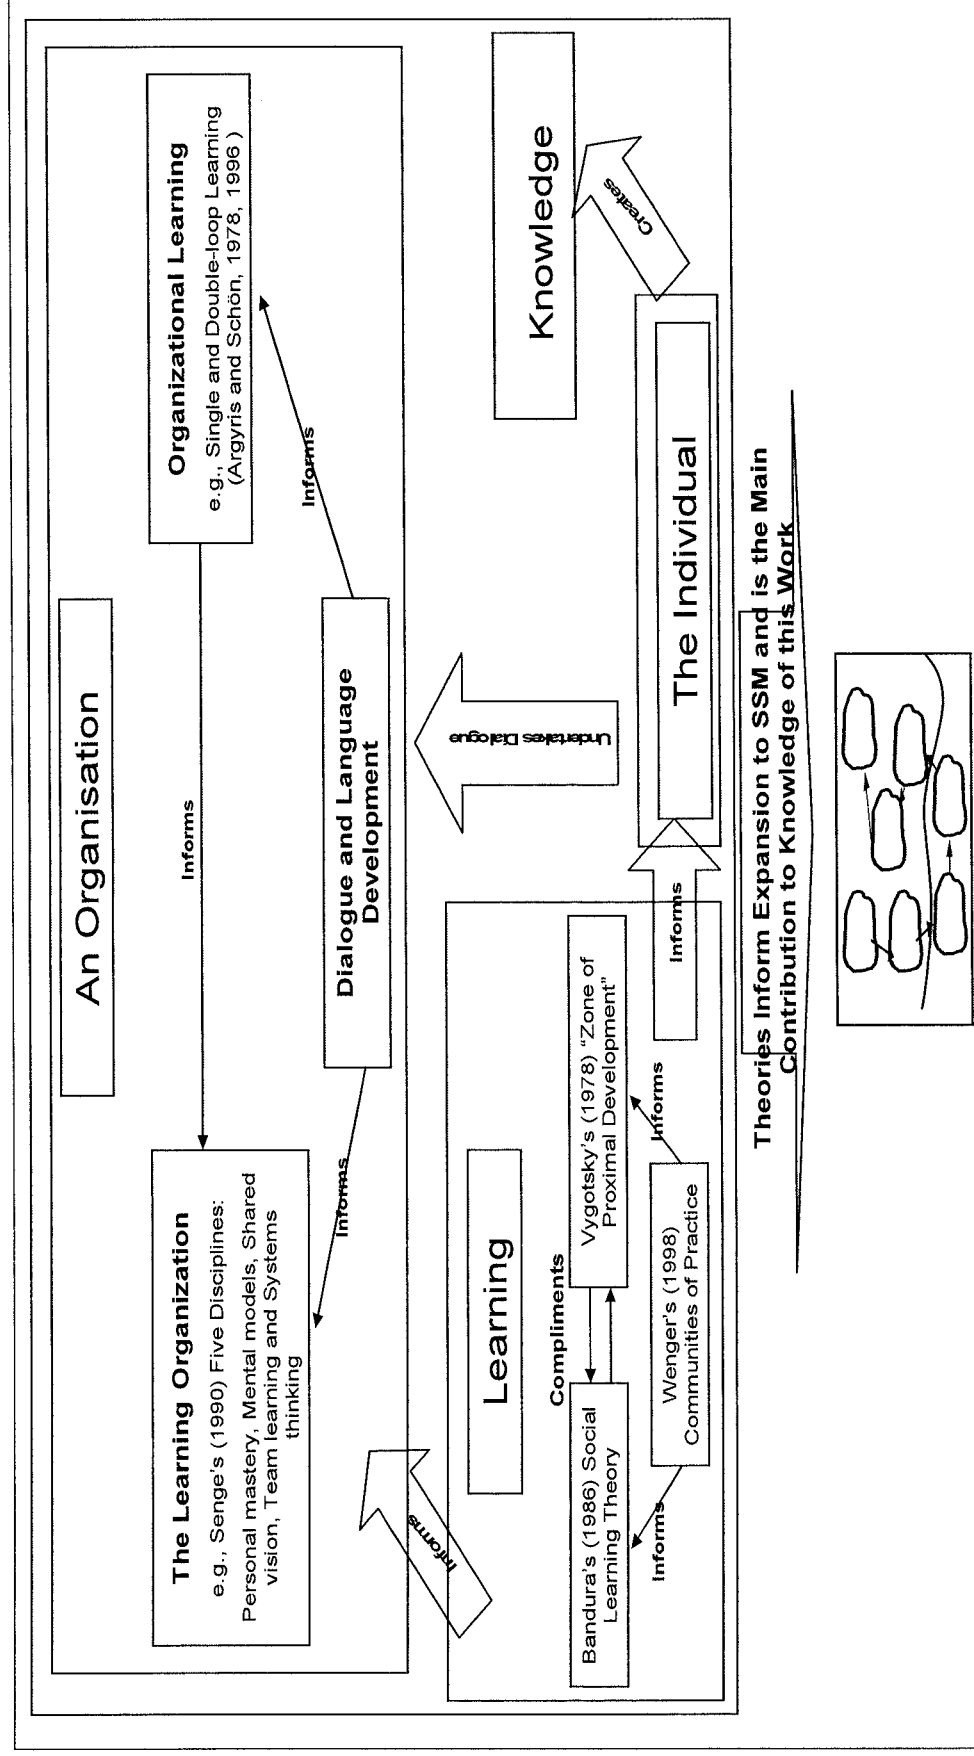 An Organisation
The Learning Organization
e.g., Senge's (1990) Five Disciplines:
Personal mastery, Mental models, Shared
vision, Team learning and Systems
thinking
Informs
Organizational Learning
e.g., Single and Double-loop Learning
(Argyris and Schön, 1978, 1996 )
Informs
Dialogue and Language
Development
Informs
Informs
Learning
Compliments
Bandura's (1986) Social
Learning Theory
Vygotsky's (1978) “Zone of
Proximal Development”
Informs
Wenger's (1998)
Communities of Practice
Informs
Informs
Undertakes Dialogue
The Individual
Creates
Knowledge
Theories Inform Expansion to SSM and is the Main
Contribution to Knowledge of this Work